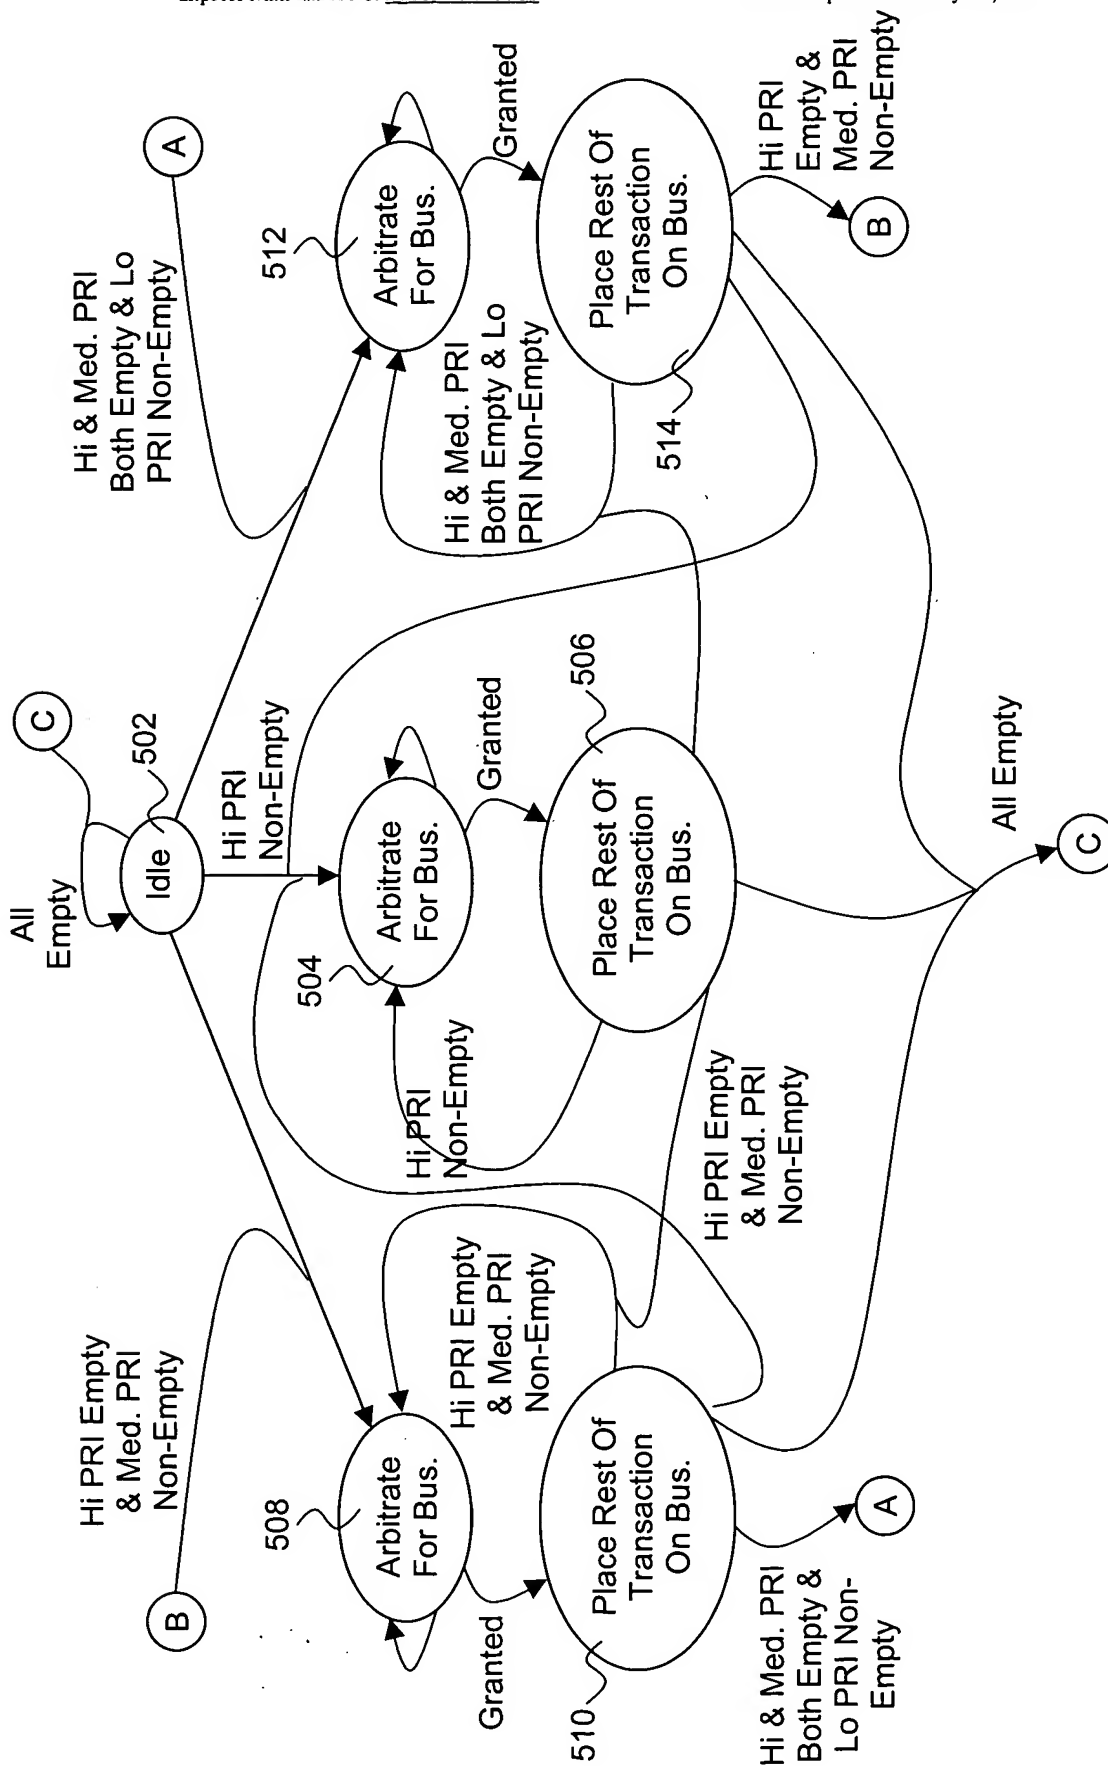 All
Empty
C
502
Idle
Hi PRI Empty
& Med. PRI
Non-Empty
B
Hi PRI
Non-Empty
Hi & Med. PRI
Both Empty & Lo
PRI Non-Empty
A
508
Arbitrate
For Bus.
Granted
Hi PRI Empty
& Med. PRI
Non-Empty
510
Place Rest Of
Transaction
On Bus.
Hi & Med. PRI
Both Empty &
Lo PRI Non-
Empty
A
504
Arbitrate
For Bus.
Granted
Hi PRI
Non-Empty
506
Place Rest Of
Transaction
On Bus.
Hi PRI Empty
& Med. PRI
Non-Empty
All Empty
C
512
Arbitrate
For Bus.
Granted
Hi & Med. PRI
Both Empty & Lo
PRI Non-Empty
514
Place Rest Of
Transaction
On Bus.
Hi PRI
Empty &
Med. PRI
Non-Empty
B